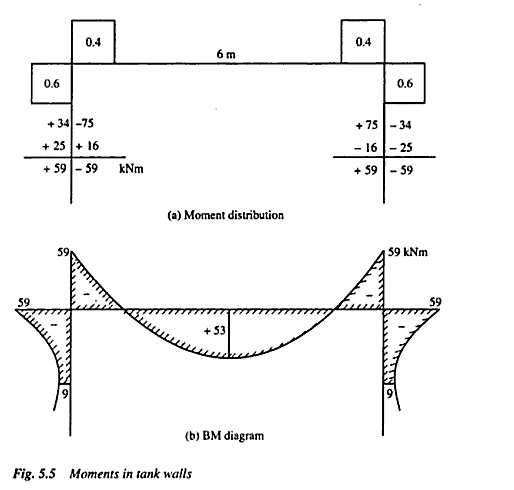 0.4 0.4
6 m
0.6 0.6
+ 34 −75 + 75 − 34
+ 25 + 16 − 16 − 25
+ 59 − 59 kNm + 59 − 59
(a) Moment distribution
59 59 kNm
59 59
− − − −
+ 53
9 9
(b) BM diagram
Fig. 5.5 Moments in tank walls